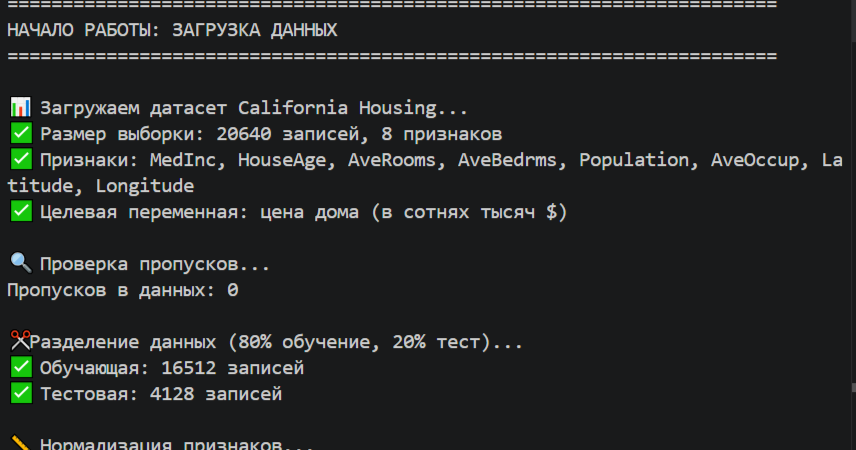 ======================================================================
НАЧАЛО РАБОТЫ: ЗАГРУЗКА ДАННЫХ
======================================================================
📊 Загружаем датасет California Housing...
✅ Размер выборки: 20640 записей, 8 признаков
✅ Признаки: MedInc, HouseAge, AveRooms, AveBedrms, Population, AveOccup, La
titude, Longitude
✅ Целевая переменная: цена дома (в сотнях тысяч $)
🔍 Проверка пропусков...
Пропусков в данных: 0
✂️Разделение данных (80% обучение, 20% тест)...
✅ Обучающая: 16512 записей
✅ Тестовая: 4128 записей
📏 Нормализация признаков...